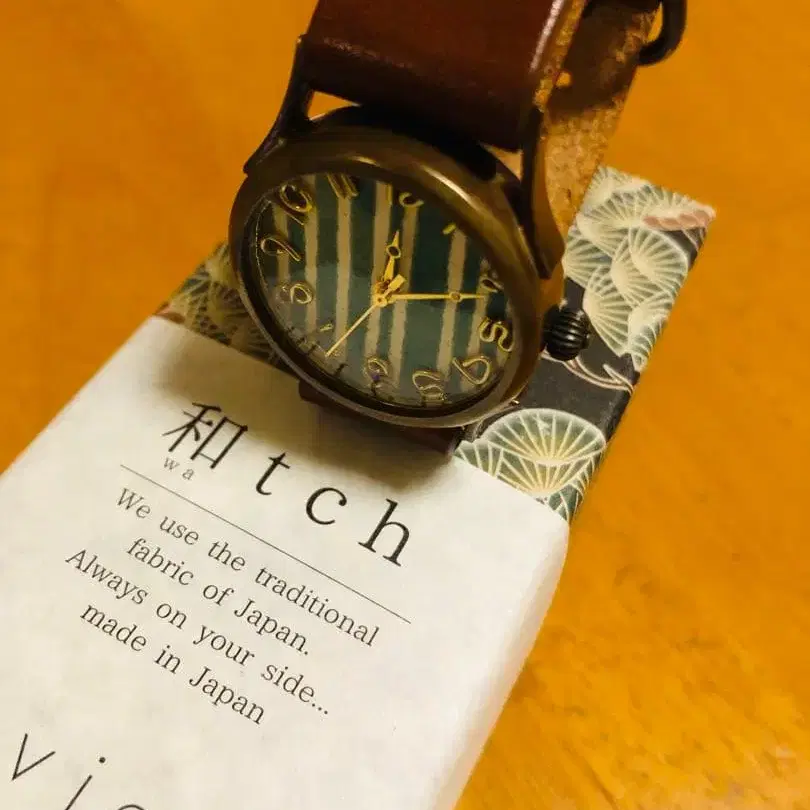 和tch
wa
We use the traditional
fabric of Japan.
Always on your side...
made in Japan
vie